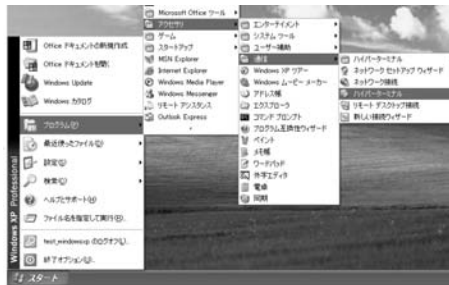 Office ドキュメントの新規作成
Office ドキュメントを開く
Windows Update
Windows カタログ
プログラム(P)
最近使ったファイル(D)
設定(S)
検索(C)
ヘルプとサポート(H)
ファイル名を指定して実行(R)...
test_windowsxp のログオフ(L)...
終了オプション(U)...
Windows XP Professional
スタート
Microsoft Office ツール
アクセサリ
ゲーム
スタートアップ
MSN Explorer
Internet Explorer
Windows Media Player
Windows Messenger
リモート アシスタンス
Outlook Express
エンターテイメント
システム ツール
ユーザー補助
通信
Windows XP ツアー
Windows ムービー メーカー
アドレス帳
エクスプローラ
コマンド プロンプト
プログラム互換性ウィザード
ペイント
メモ帳
ワードパッド
外字エディタ
電卓
同期
ハイパーターミナル
ネットワーク セットアップ ウィザード
ネットワーク接続
ハイパーターミナル
リモート デスクトップ接続
新しい接続ウィザード